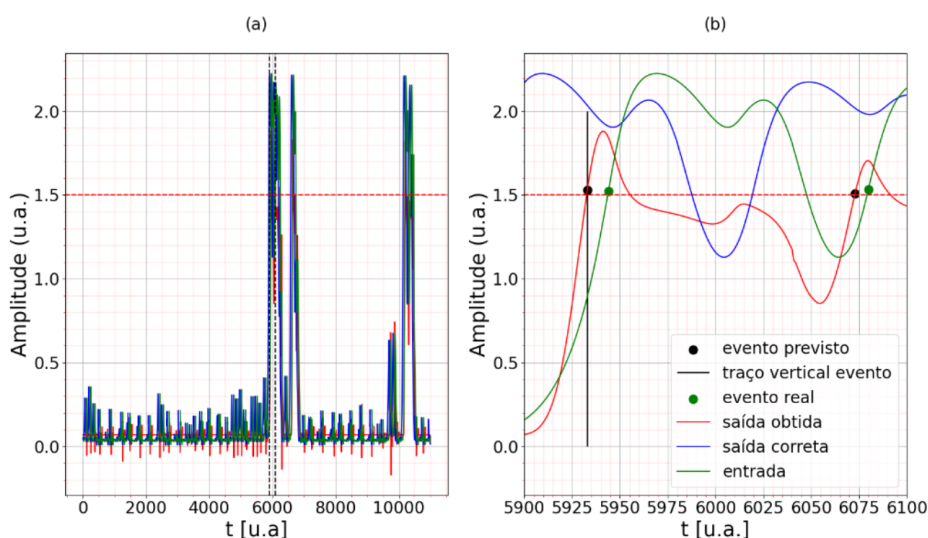 (a)
(b)
Amplitude (u.a.)
2.0
1.5
1.0
0.5
0.0
0
2000
4000
6000
8000
10000
t [u.a]
Amplitude (u.a.)
2.0
1.5
1.0
0.5
0.0
5900
5925
5950
5975
6000
6025
6050
6075
6100
t [u.a.]
evento previsto
traço vertical evento
evento real
saída obtida
saída correta
entrada